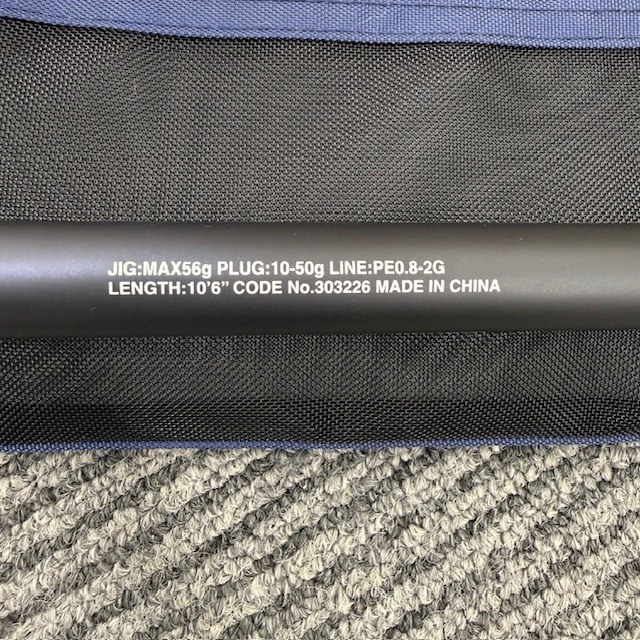 JIG:MAX56g PLUG:10-50g LINE:PE0.8-2G
LENGTH:10’6” CODE No.303226 MADE IN CHINA